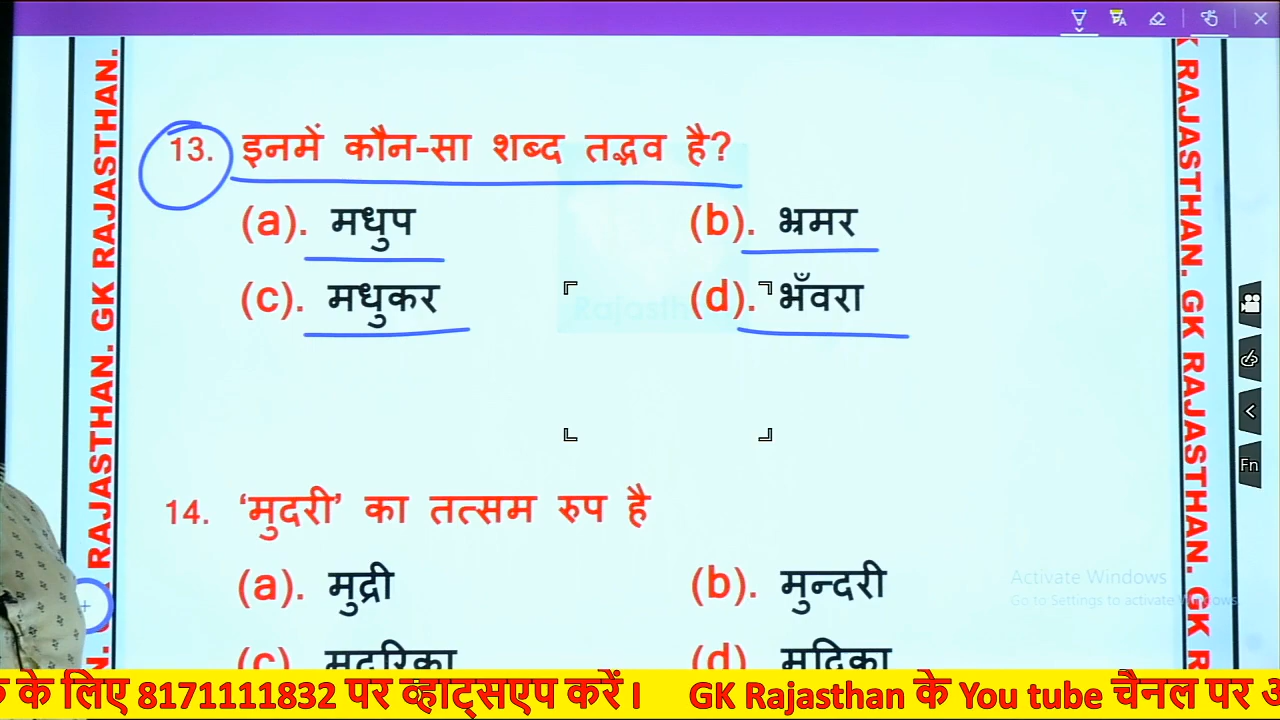 13. इनमें कौन-सा शब्द तद्भव है?
(a). मधुप (b). भ्रमर
(c). मधुकर (d). भँवरा
14. ‘मुदरी’ का तत्सम रुप है
(a). मुद्री (b). मुन्दरी
(c) (d)
के लिए 8171111832 पर व्हाट्सएप करें। GK Rajasthan के You tube चैनल पर
RAJASTHAN. GK RAJASTHAN.
RAJASTHAN. GK RAJASTHAN. GK R
Activate Windows
Go to Settings to activate Windows
Fn